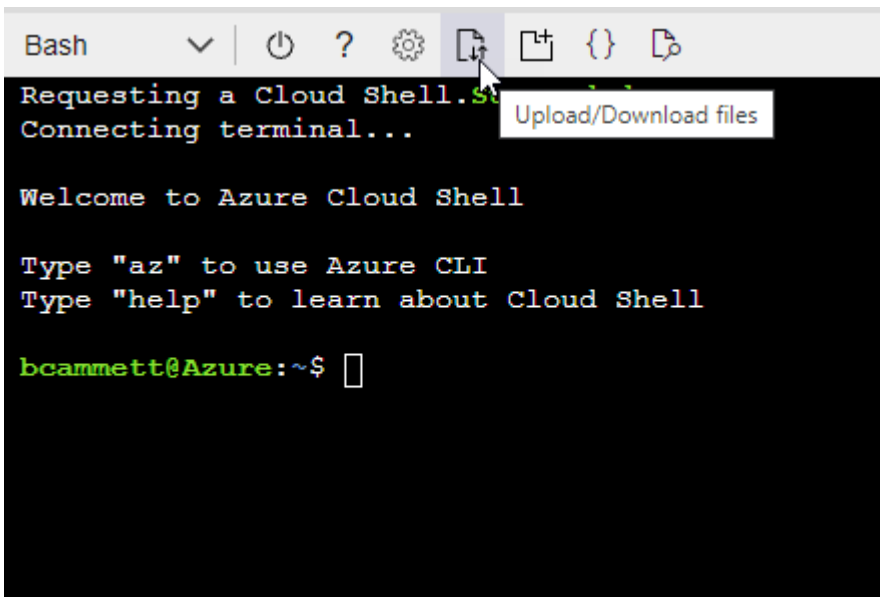 Bash
?
{}
Requesting a Cloud Shell.
Upload/Download files
Connecting terminal...
Welcome to Azure Cloud Shell
Type "az" to use Azure CLI
Type "help" to learn about Cloud Shell
bcammett@Azure:~$